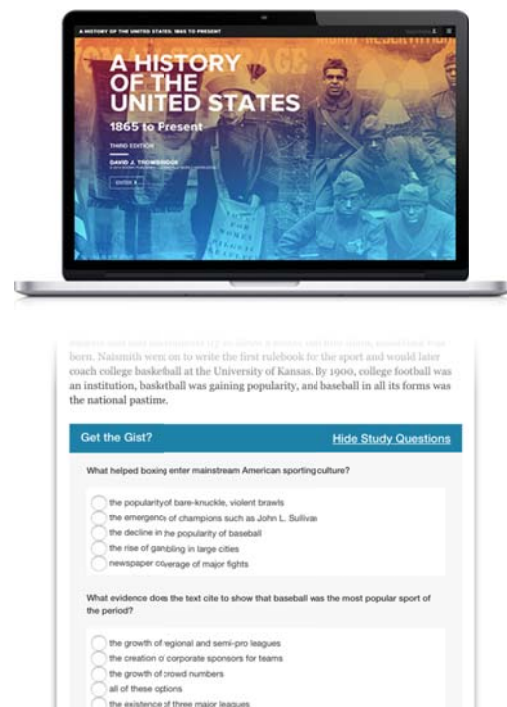 A HISTORY OF THE UNITED STATES: 1865 TO PRESENT
A HISTORY
OF THE
UNITED STATES
1865 to Present
THIRD EDITION
DAVID J. TROWBRIDGE
ENTER
VOTES
FOR
WOMEN
born. Naismith went on to write the first rulebook for the sport and would later
coach college basketball at the University of Kansas. By 1900, college football was
an institution, basketball was gaining popularity, and baseball in all its forms was
the national pastime.
Get the Gist?
Hide Study Questions
What helped boxing enter mainstream American sporting culture?
the popularity of bare-knuckle, violent brawls
the emergence of champions such as John L. Sullivan
the decline in the popularity of baseball
the rise of gambling in large cities
newspaper coverage of major fights
What evidence does the text cite to show that baseball was the most popular sport of
the period?
the growth of regional and semi-pro leagues
the creation of corporate sponsors for teams
the growth of crowd numbers
all of these options
the existence of three major leagues